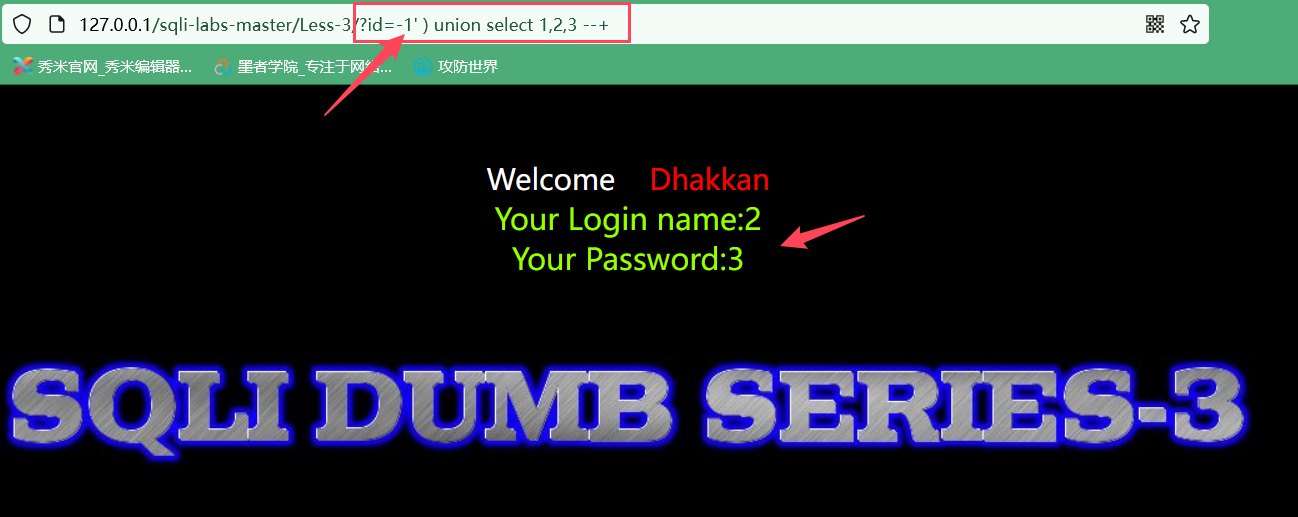 127.0.0.1/sqli-labs-master/Less-3/?id=-1' ) union select 1,2,3 --+
秀米官网_秀米编辑器... 墨者学院_专注于网络... 攻防世界
Welcome Dhakkan
Your Login name:2
Your Password:3
SQLI DUMB SERIES-3